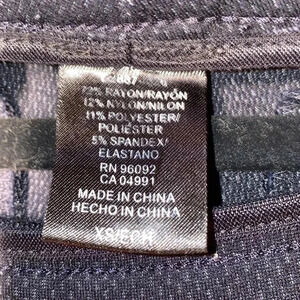 72% RAYON/RAYÓN
12% NYLON/NILON
11% POLYESTER/
POLIÉSTER
5% SPANDEX/
ELASTANO
RN 96092
CA 04991
MADE IN CHINA
HECHO IN CHINA
XS/ECH